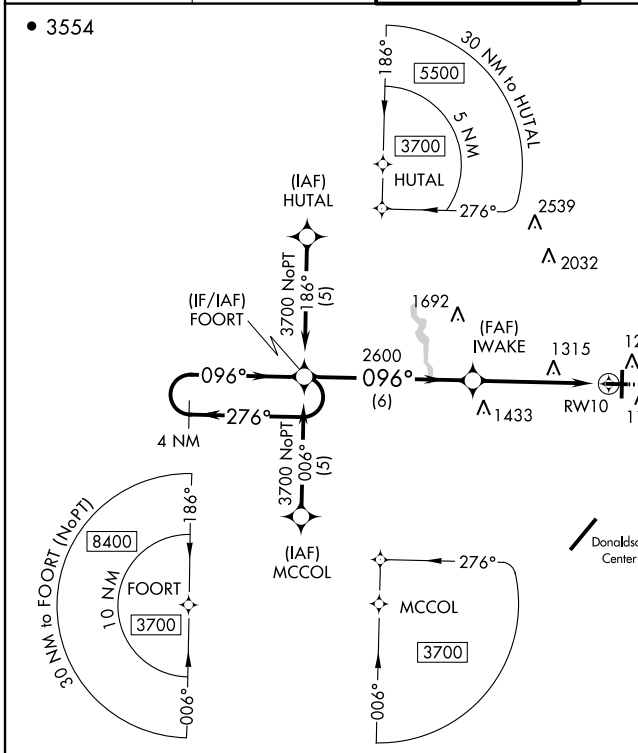 3554
186°
5500
30 NM to HUTAL
5 NM
3700
HUTAL
276°
2539
2032
(IAF)
HUTAL
3700 NoPT
186°
(5)
(IF/IAF)
FOORT
1692
(FAF)
IWAKE
1315
2600
096°
096°
(6)
RW10
276°
1433
4 NM
3700 NoPT
006°
(5)
(IAF)
MCCOL
30 NM to FOORT (NoPT)
186°
8400
10 NM
FOORT
3700
006°
276°
MCCOL
3700
006°
Center